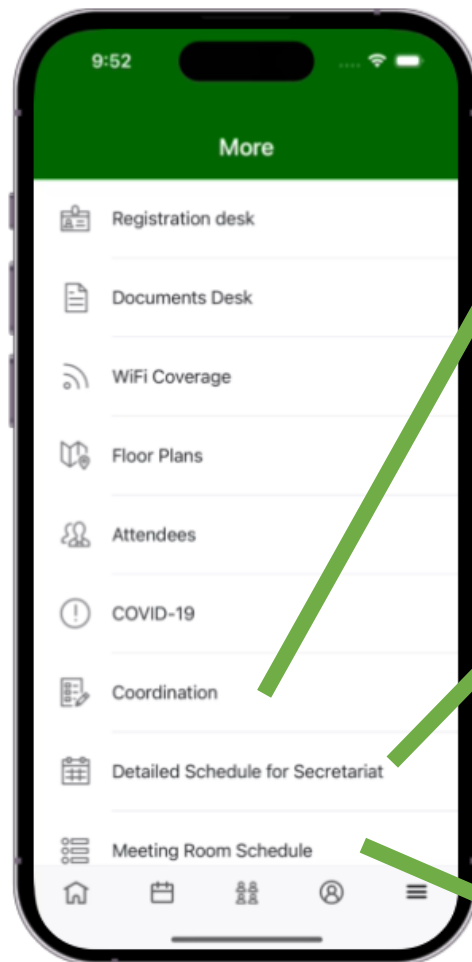 9:52
More
Registration desk
Documents Desk
WiFi Coverage
Floor Plans
Attendees
COVID-19
Coordination
Detailed Schedule for Secretariat
Meeting Room Schedule